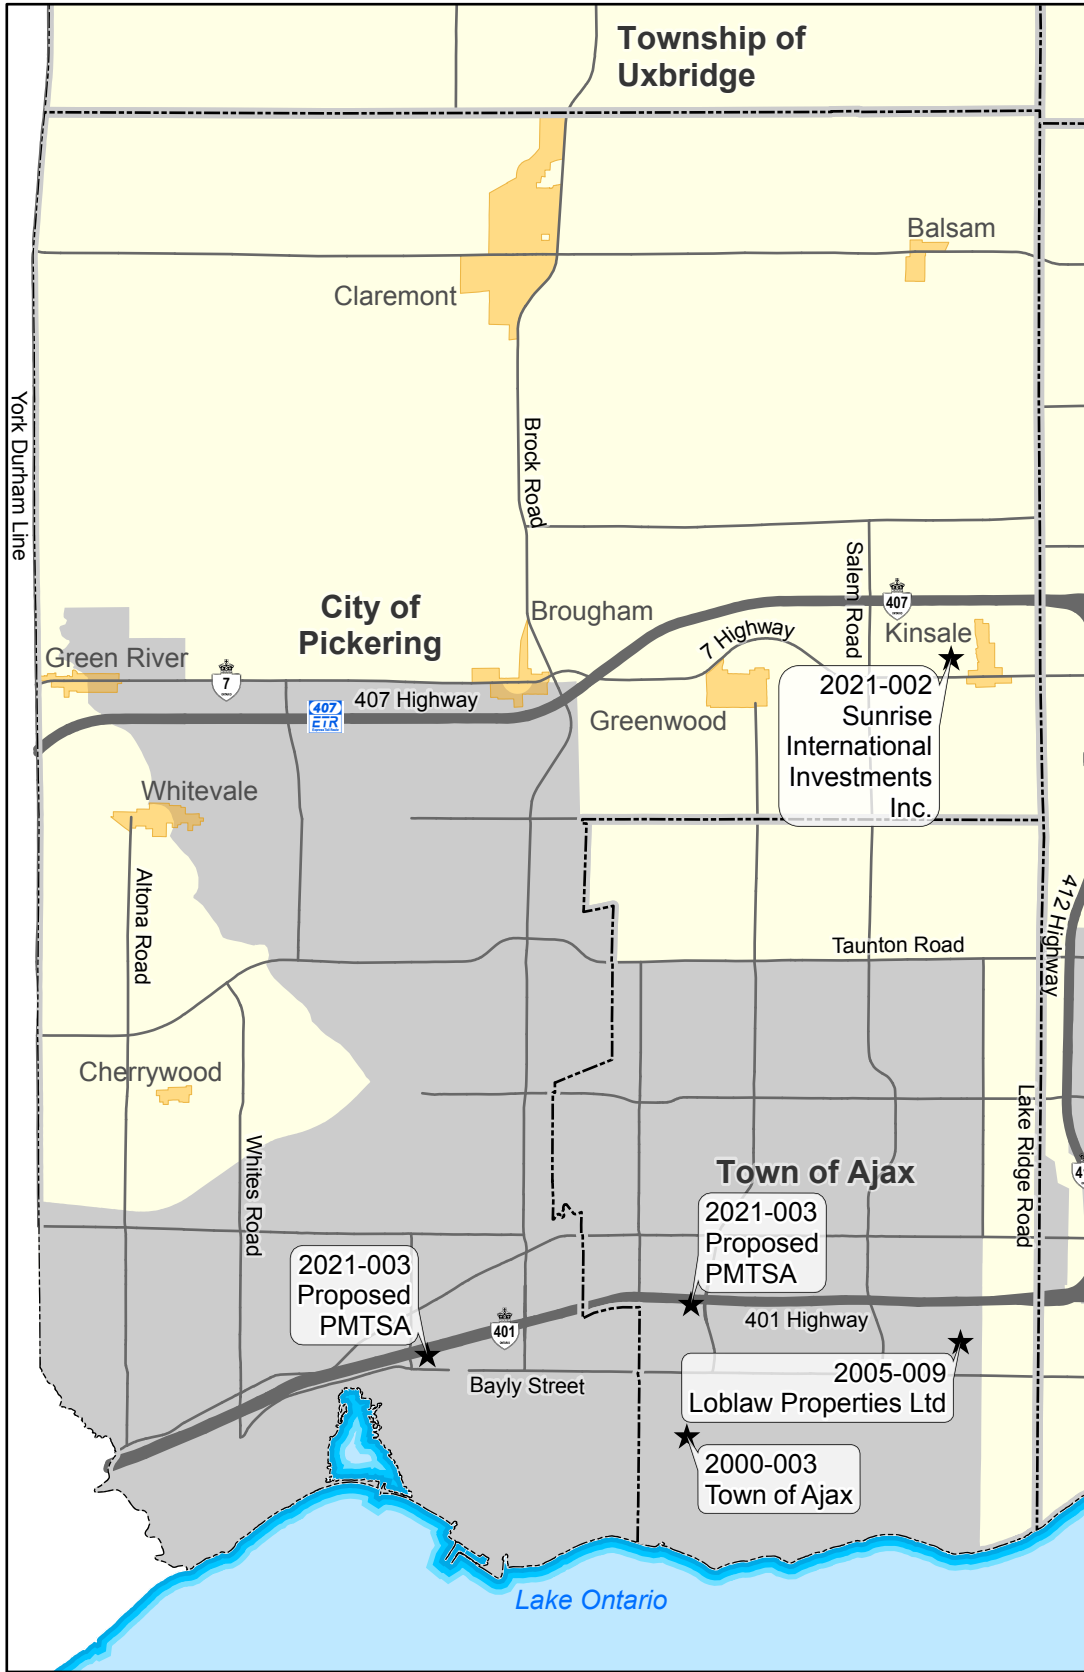 Township of
Uxbridge
Balsam
Claremont
York Durham Line
Brock Road
Salem Road
407
City of
Pickering
Brougham
7 Highway
Kinsale
Green River
7
407
ETR
407 Highway
Greenwood
2021-002
Sunrise
International
Investments
Inc.
Whitevale
Altona Road
412 Highway
Taunton Road
Cherrywood
Whites Road
Lake Ridge Road
Town of Ajax
2021-003
Proposed
PMTSA
2021-003
Proposed
PMTSA
401
401 Highway
Bayly Street
2005-009
Loblaw Properties Ltd
2000-003
Town of Ajax
Lake Ontario